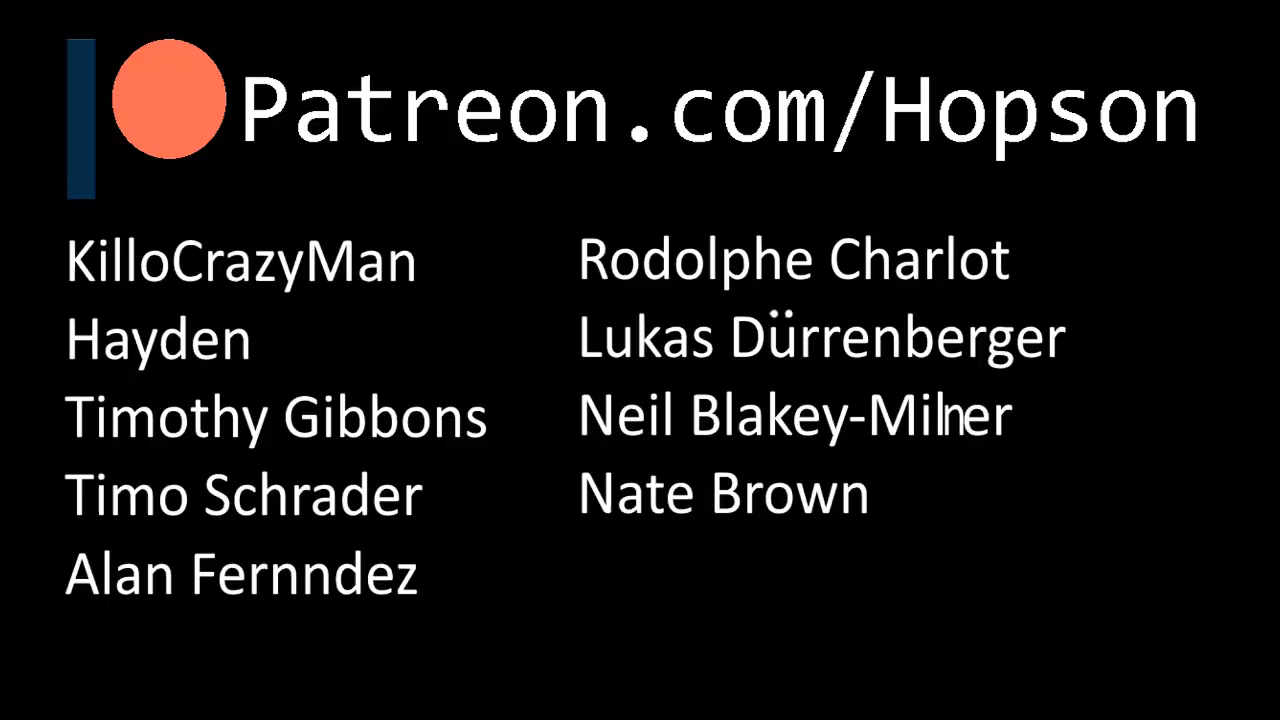 Patreon.com/Hopson
KilloCrazyMan
Hayden
Timothy Gibbons
Timo Schrader
Alan Fernndez
Rodolphe Charlot
Lukas Dürrenberger
Neil Blakey-Milner
Nate Brown